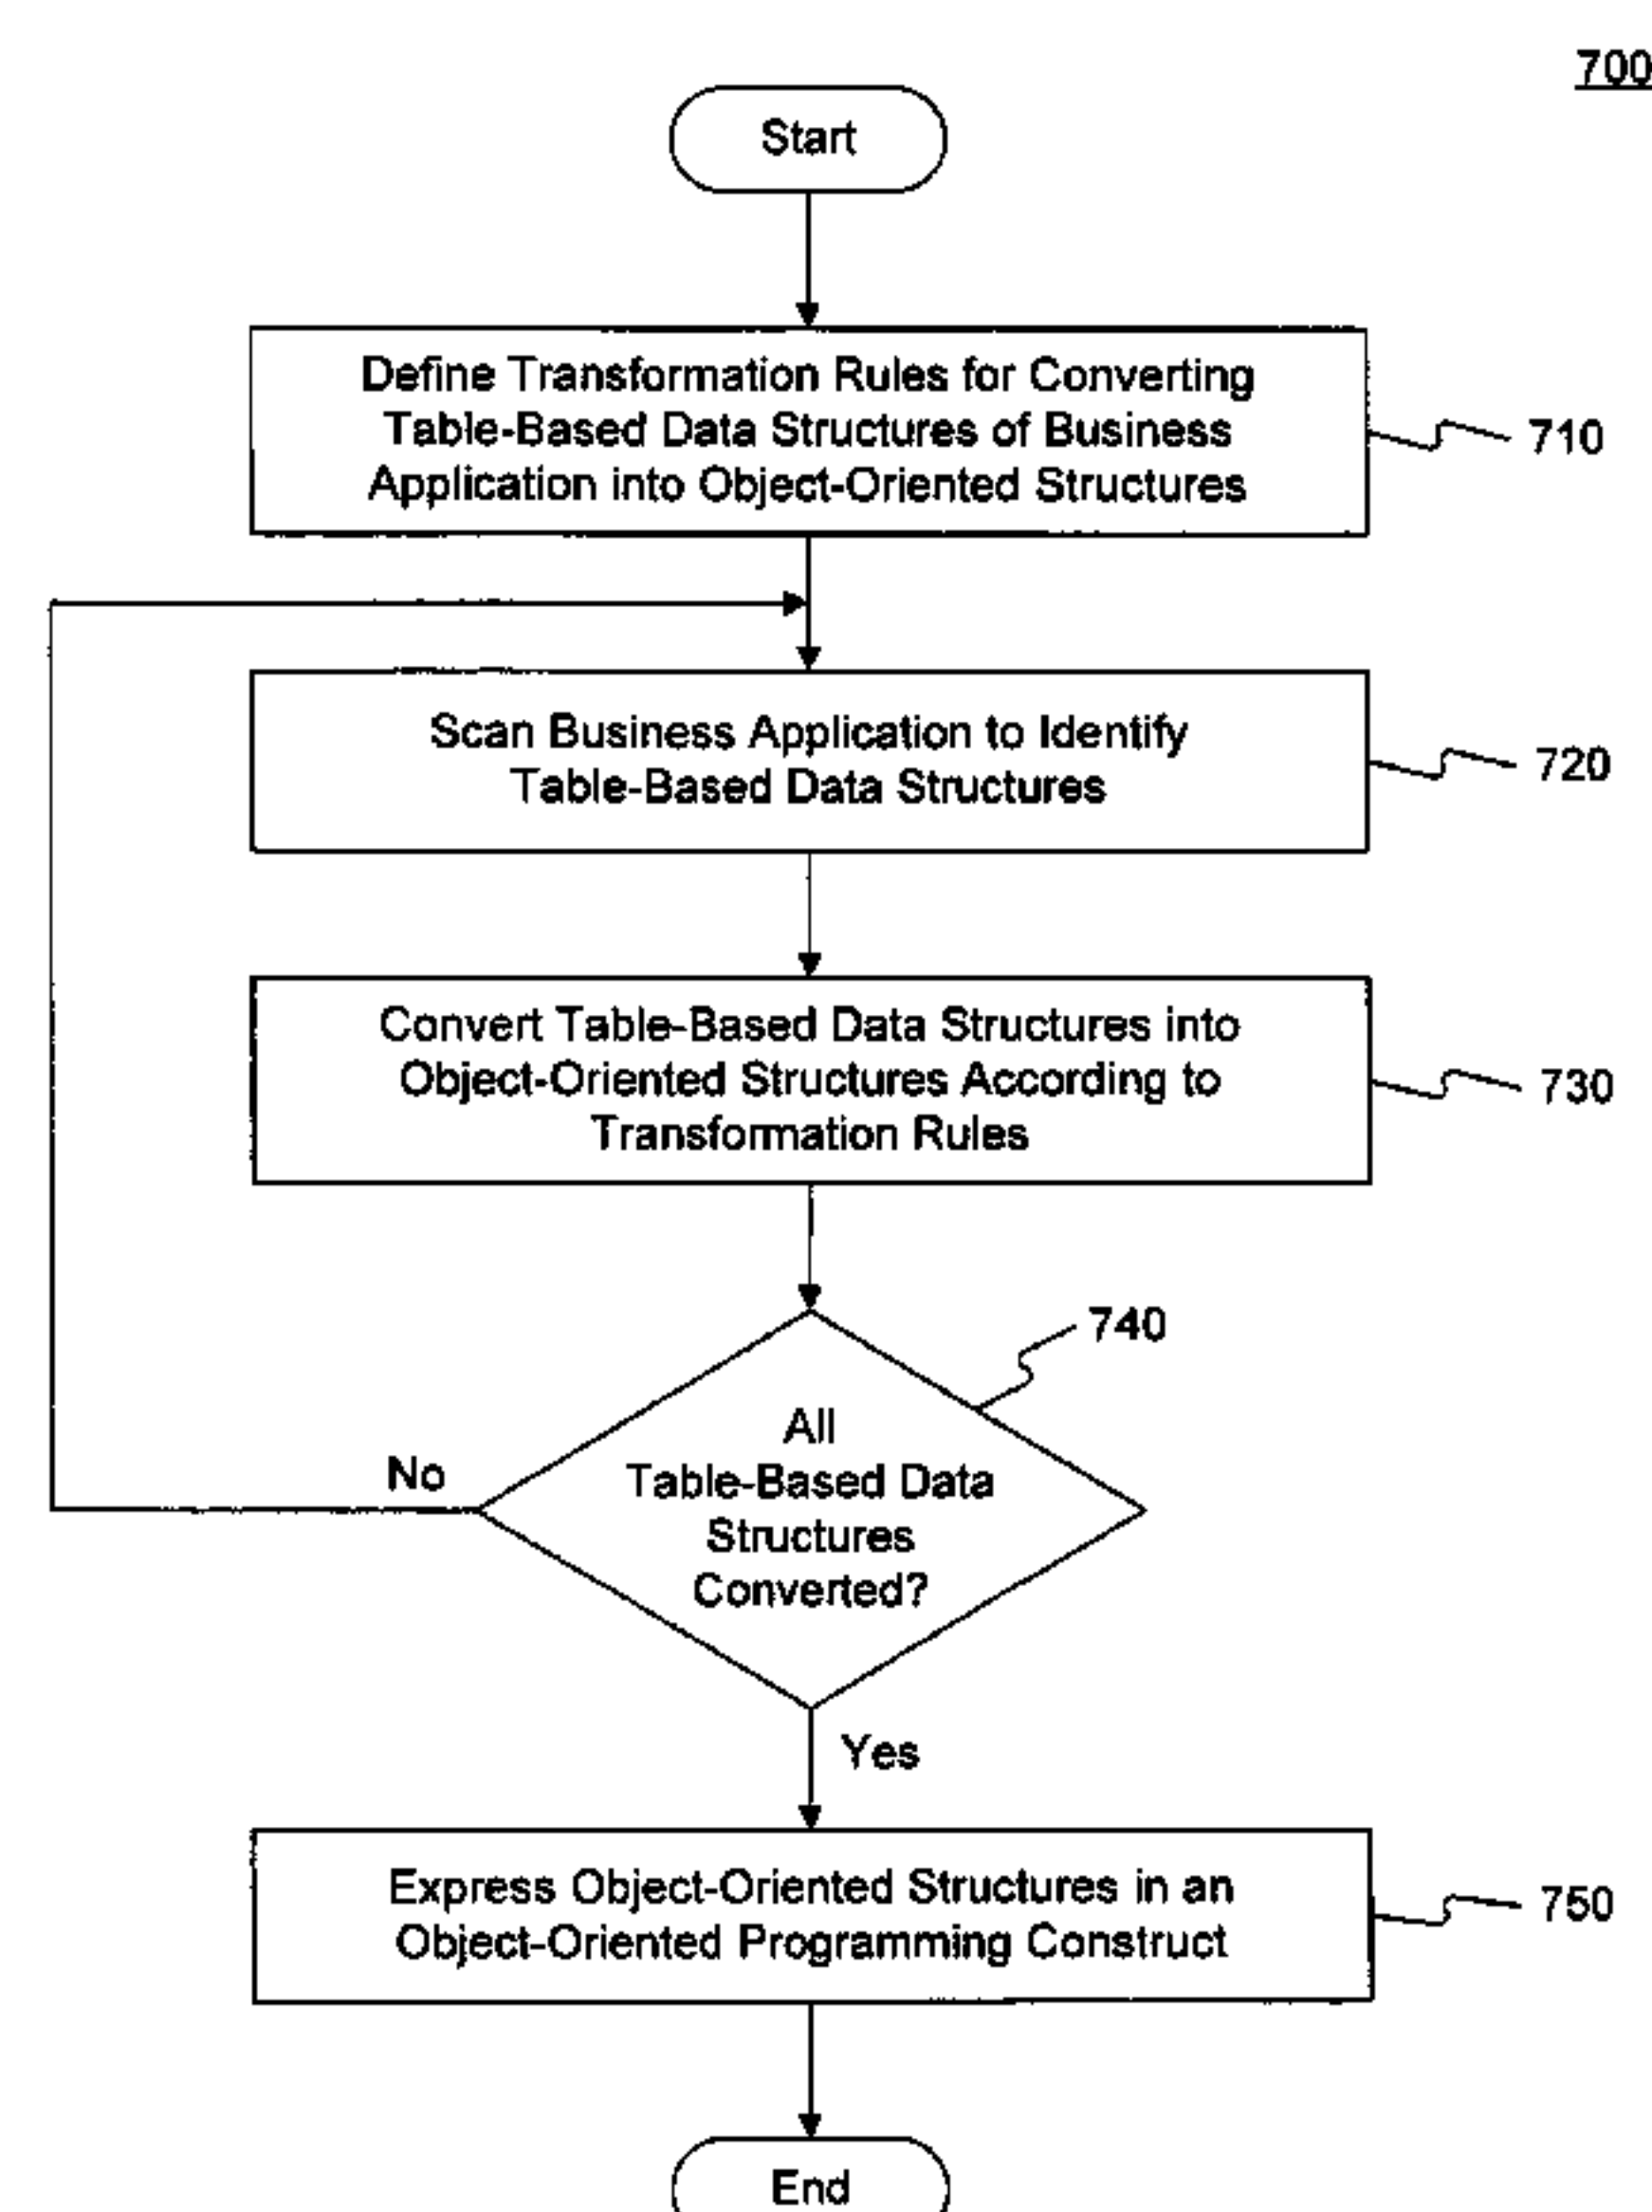 700
Start
Define Transformation Rules for Converting
Table-Based Data Structures of Business
Application into Object-Oriented Structures
710
Scan Business Application to Identify
Table-Based Data Structures
720
Convert Table-Based Data Structures into
Object-Oriented Structures According to
Transformation Rules
730
740
All
Table-Based Data
Structures
Converted?
No
Yes
Express Object-Oriented Structures in an
Object-Oriented Programming Construct
750
End